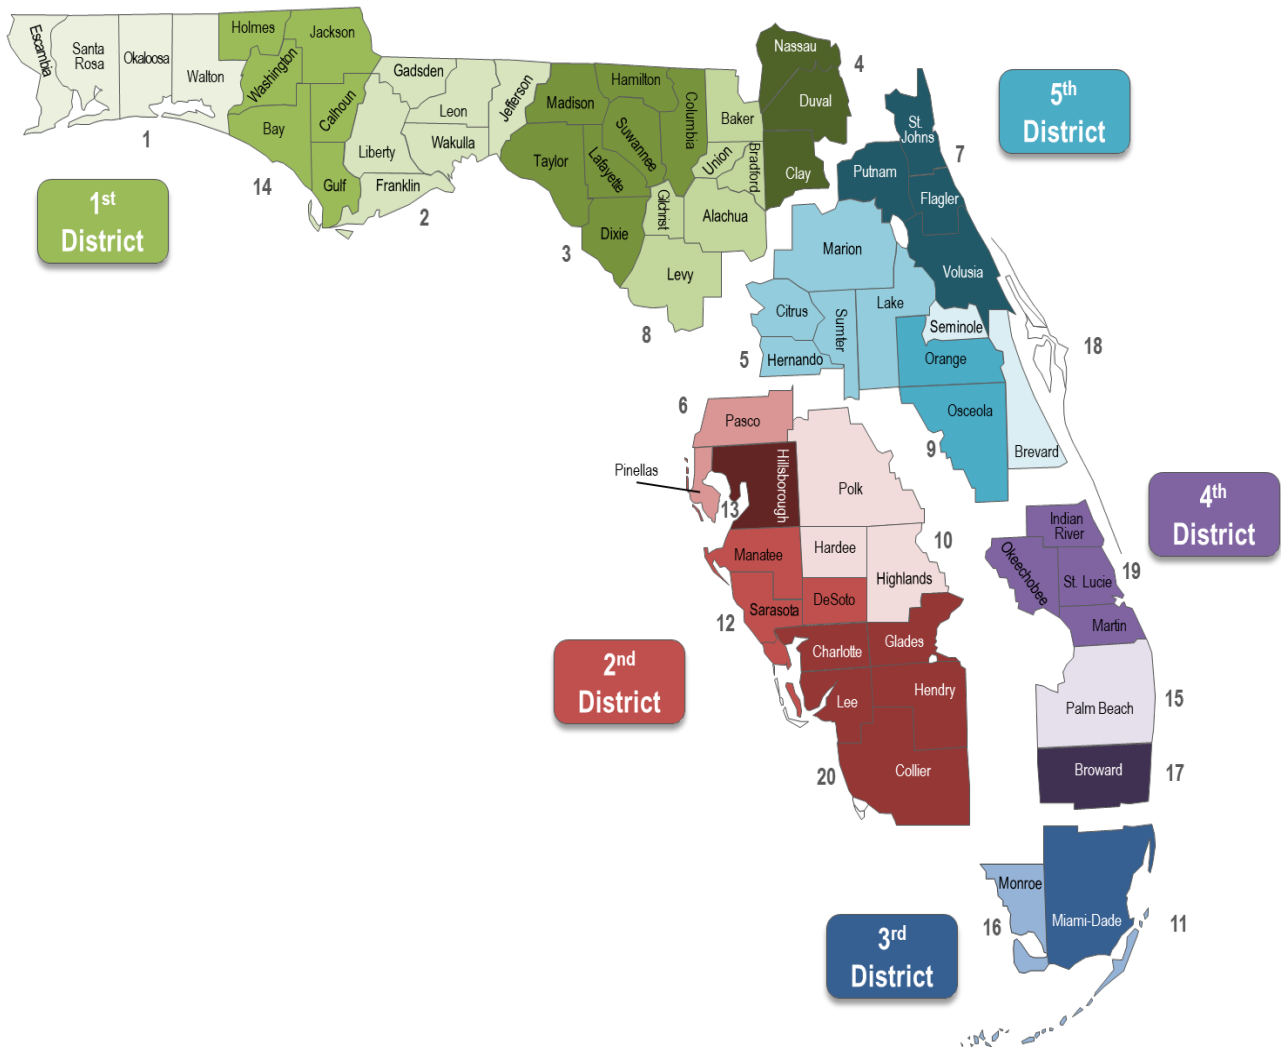 Escambia
Santa
Rosa
Okaloosa
Walton
1
Holmes
Jackson
Washington
Calhoun
Bay
Gulf
14
Gadsden
Leon
Jefferson
Liberty
Wakulla
Franklin
2
Madison
Hamilton
Columbia
Suwannee
Taylor
Lafayette
Dixie
3
Baker
Union
Bradford
Gilchrist
Alachua
Levy
8
Nassau
Duval
Clay
4
1st
District
5th
District
St.
Johns
7
Putnam
Flagler
Volusia
Marion
Citrus
Sumter
Lake
Hernando
5
Seminole
18
Orange
Osceola
9
Brevard
6
Pasco
Pinellas
13
Hillsborough
Polk
Hardee
Highlands
10
Manatee
Sarasota
DeSoto
12
Charlotte
Glades
Lee
Hendry
Collier
20
2nd
District
4th
District
Indian
River
Okeechobee
St. Lucie
19
Martin
Palm Beach
15
Broward
17
Monroe
16
Miami-Dade
11
3rd
District